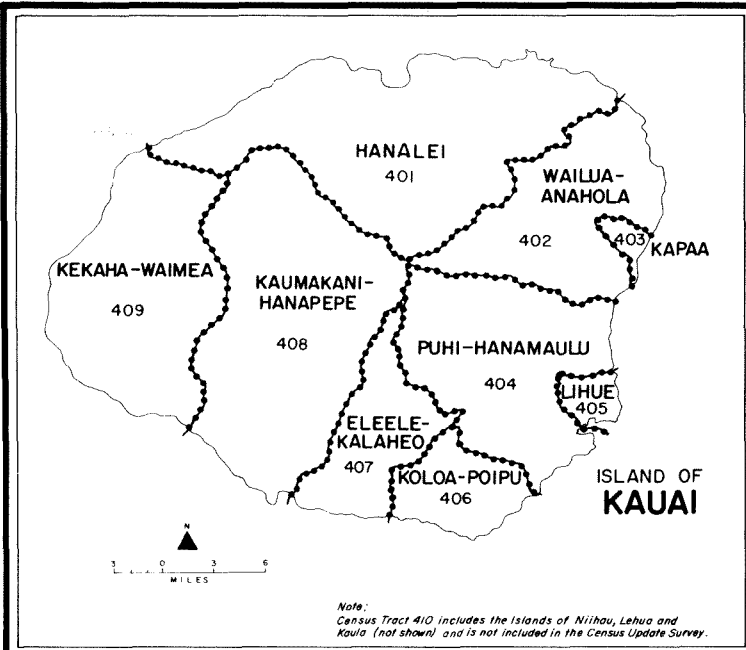 HANALEI
401
WAILUA-
ANAHOLA
402
403
KAPAA
KEKAHA-WAIMEA
409
KAUMAKANI-
HANAPEPE
408
PUHI-HANAMAULU
404
LIHUE
405
ELEELE-
KALAHEO
407
KOLOA-POIPU
406
ISLAND OF
KAUAI
N
3 0 3 6
MILES
Note:
Census Tract 410 includes the Islands of Niihau, Lehua and
Kaula (not shown) and is not included in the Census Update Survey.